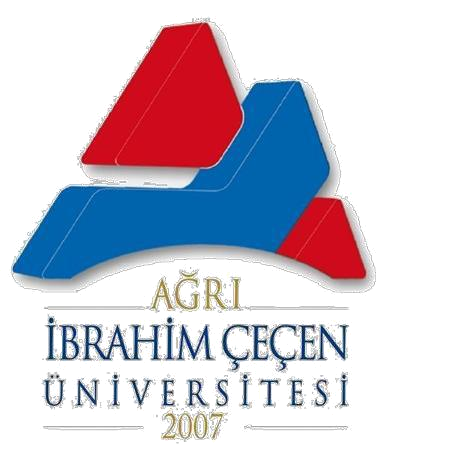 AĞRI
İBRAHİM ÇEÇEN
ÜNİVERSİTESİ
2007